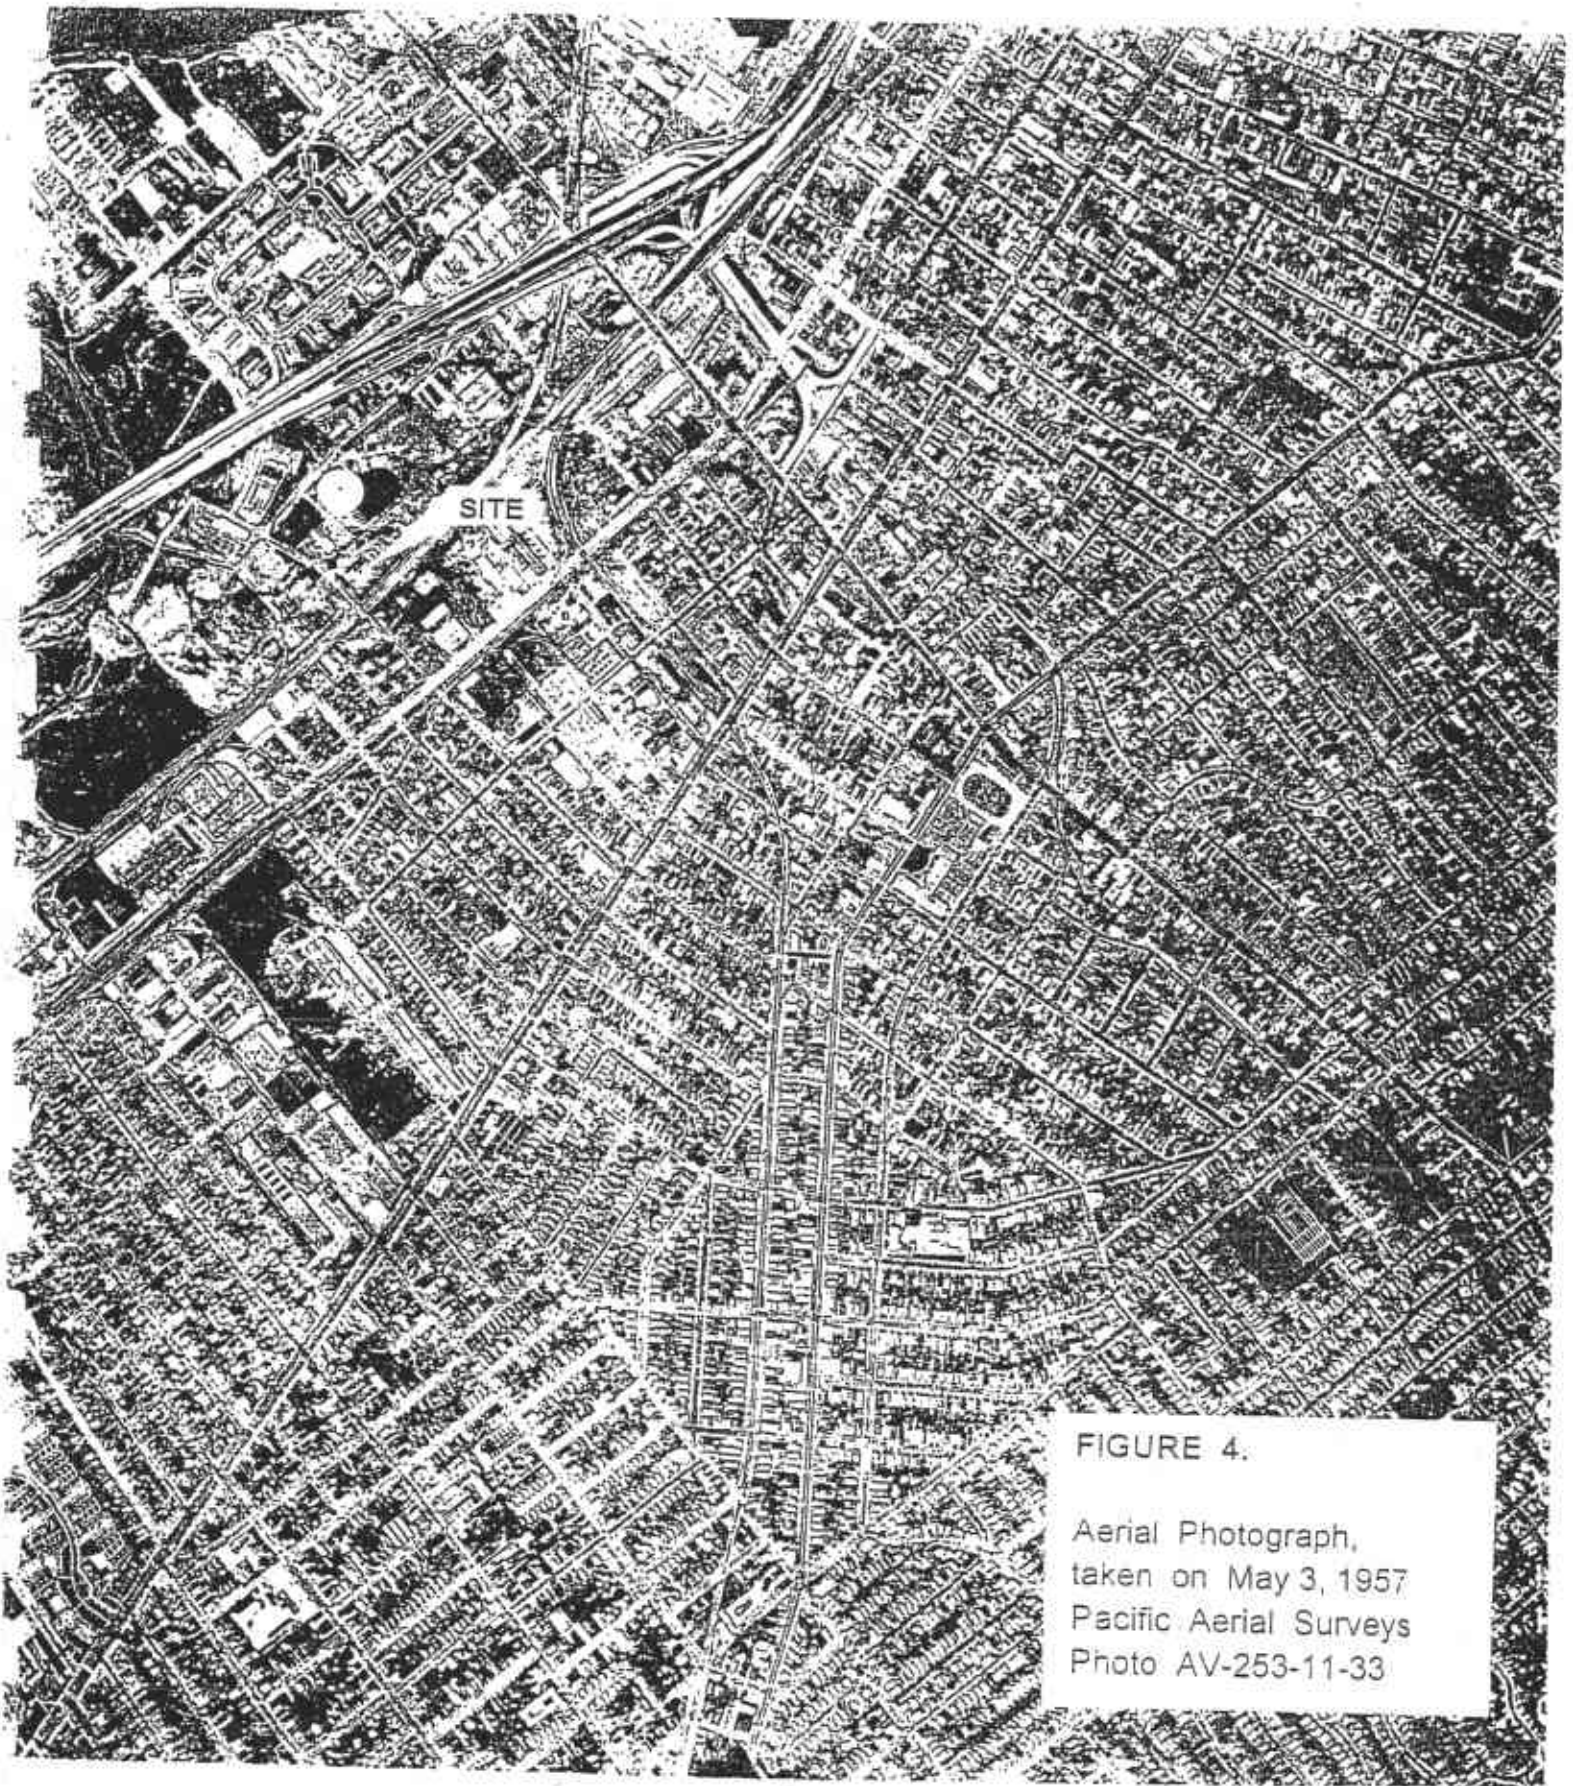 SITE
FIGURE 4.
Aerial Photograph,
taken on May 3, 1957
Pacific Aerial Surveys
Photo AV-253-11-33